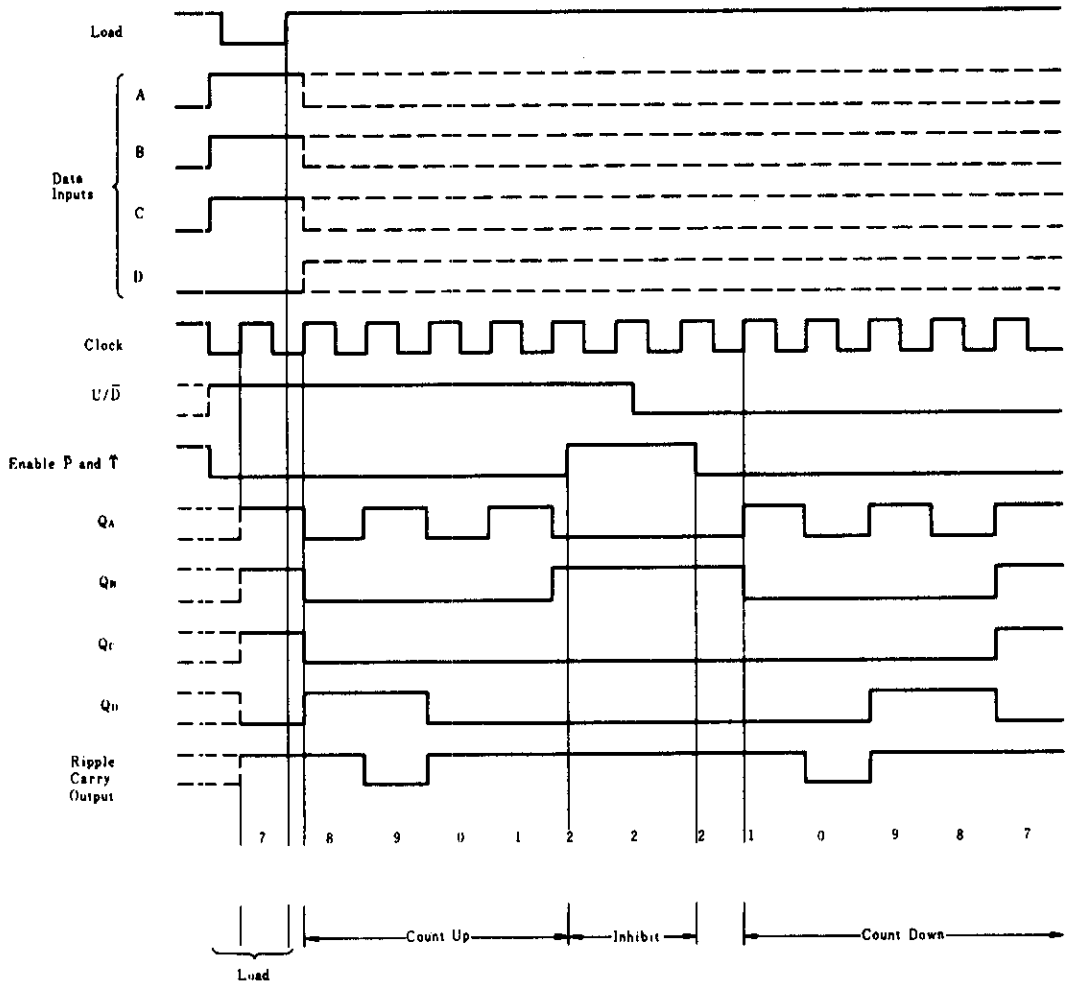 Load
A
B
Data
Inputs
C
D
Clock
U/D̅
Enable P̅ and T̅
QA
QB
QC
QD
Ripple
Carry
Output
7 8 9 0 1 2 2 2 1 0 9 8 7
Count Up Inhibit Count Down
Load